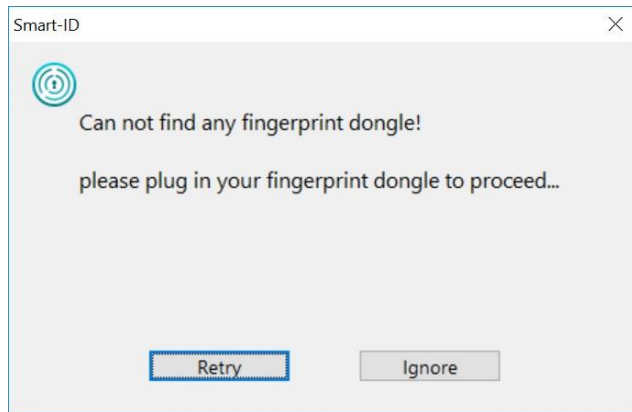 Smart-ID
Can not find any fingerprint dongle!
please plug in your fingerprint dongle to proceed...
Retry
Ignore